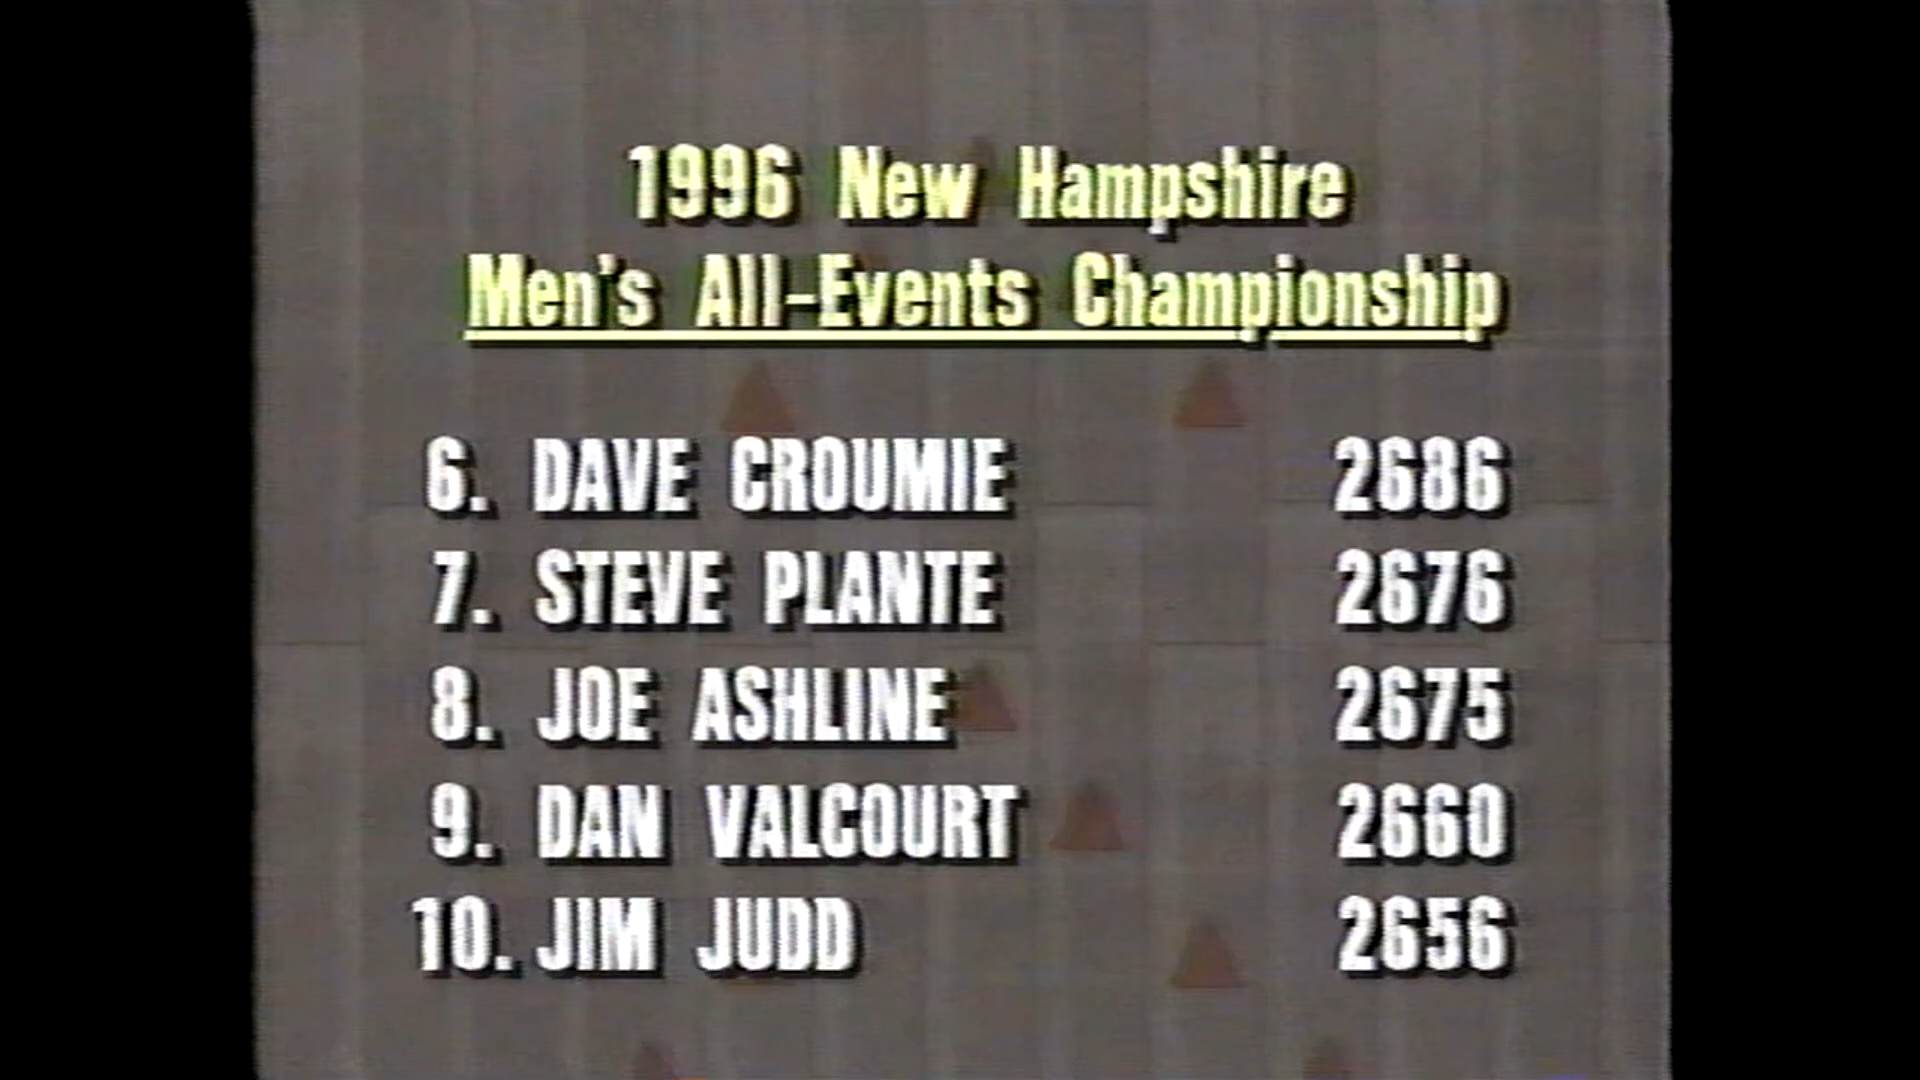 1996 New Hampshire
Men's All-Events Championship
6. DAVE CROUMIE 2686
7. STEVE PLANTE 2676
8. JOE ASHLINE 2675
9. DAN VALCOURT 2660
10. JIM JUDD 2656